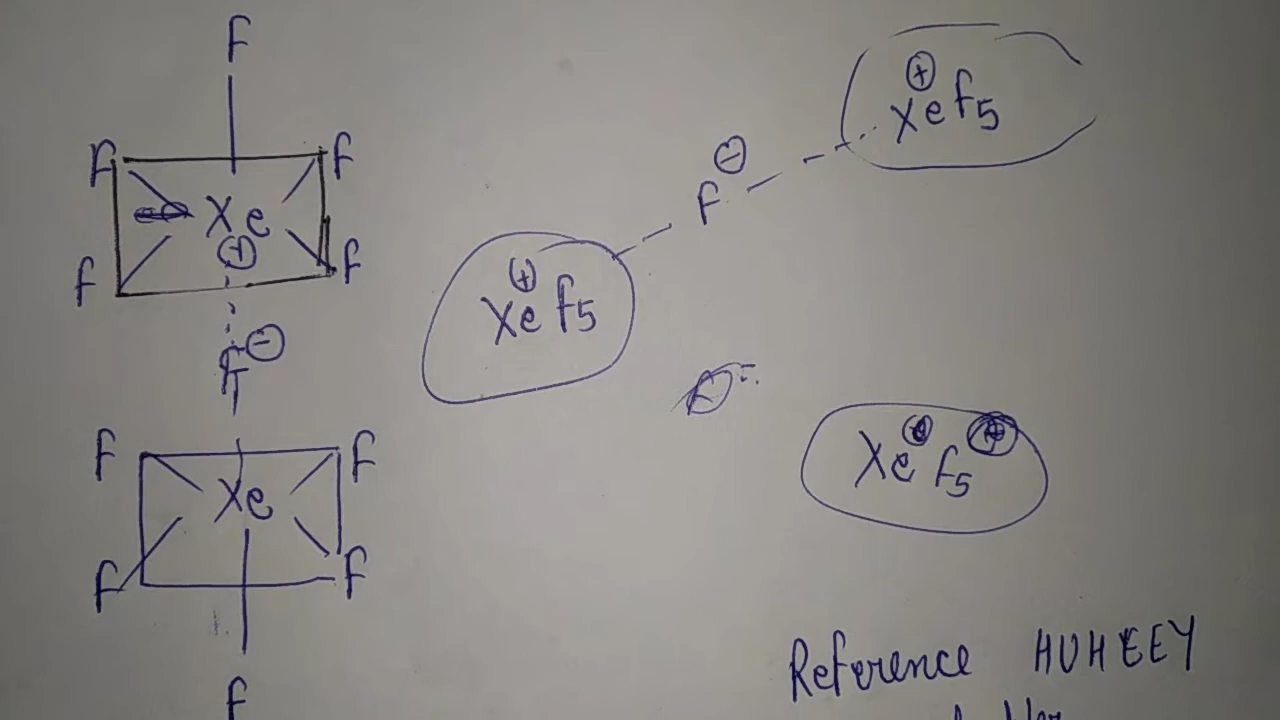 F
F F
Xe
⊕
F F
F ⊖
F F
Xe
F F
F
⊕
XeF5
⊖
F
⊕
XeF5
XeF5 ⊕
Reference HUHEEY